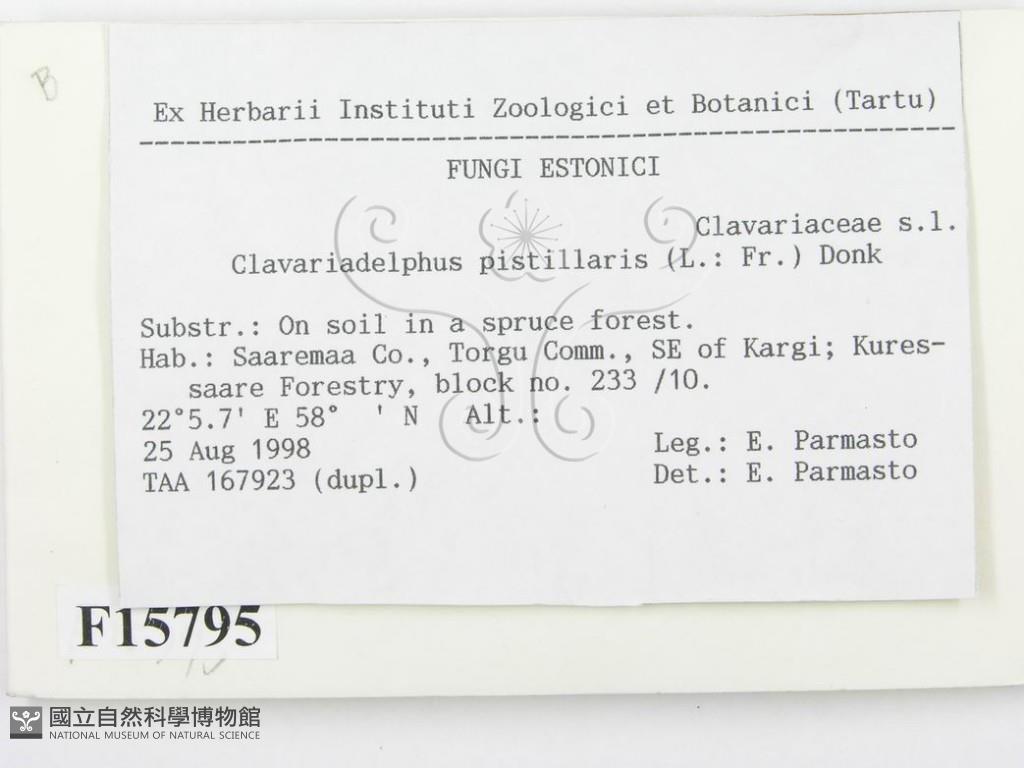 B
Ex Herbarii Instituti Zoologici et Botanici (Tartu)
FUNGI ESTONICI
Clavariaceae s.l.
Clavariadelphus pistillaris (L.: Fr.) Donk
Substr.: On soil in a spruce forest.
Hab.: Saaremaa Co., Torgu Comm., SE of Kargi; Kures-
saare Forestry, block no. 233 /10.
22°5.7' E 58° ' N Alt.:
25 Aug 1998
Leg.: E. Parmasto
TAA 167923 (dupl.)
Det.: E. Parmasto
F15795
國立自然科學博物館
NATIONAL MUSEUM OF NATURAL SCIENCE